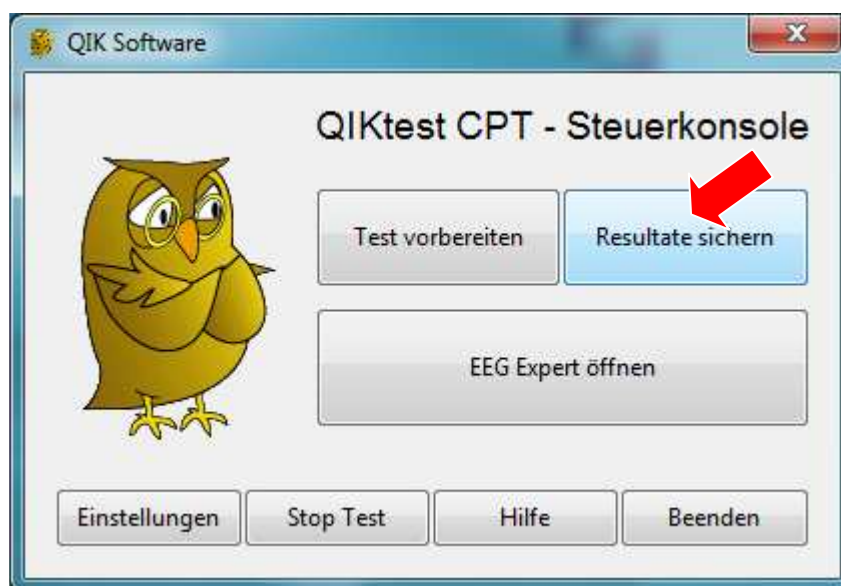 QIK Software
QIKtest CPT - Steuerkonsole
Test vorbereiten
Resultate sichern
EEG Expert öffnen
Einstellungen
Stop Test
Hilfe
Beenden